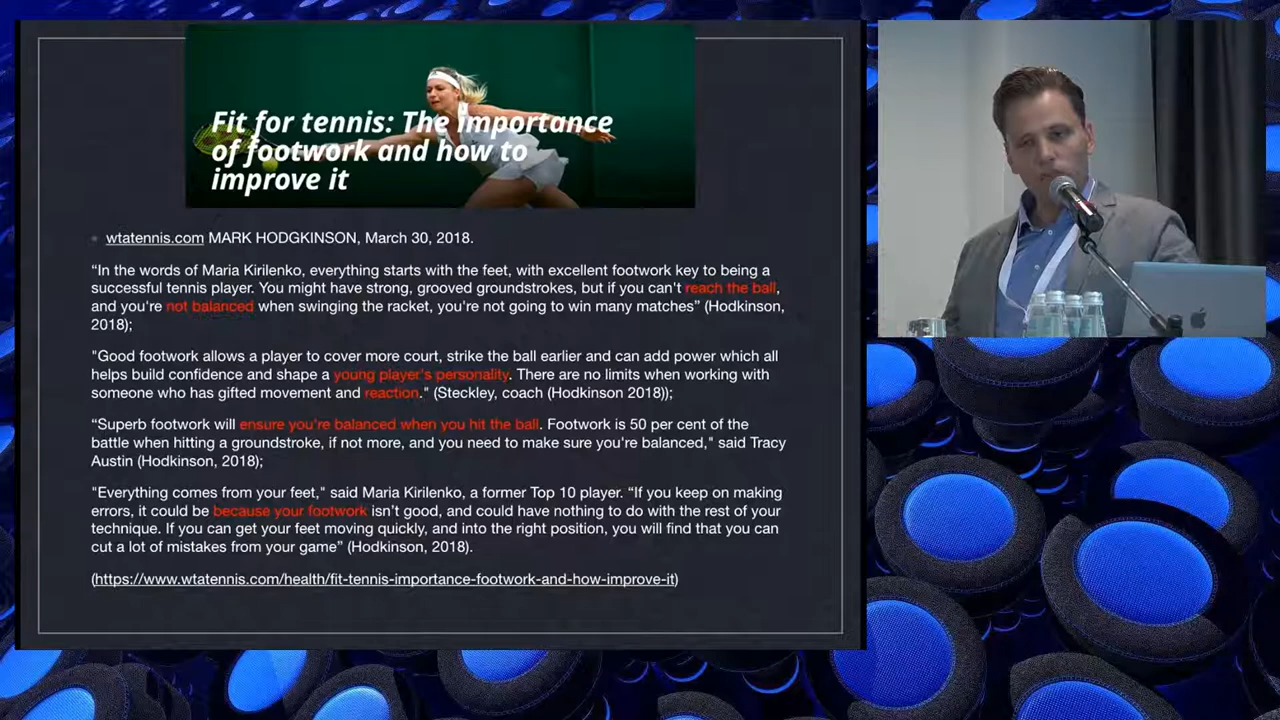 Fit for tennis: The importance
of footwork and how to
improve it
wtatennis.com MARK HODGKINSON, March 30, 2018.
“In the words of Maria Kirilenko, everything starts with the feet, with excellent footwork key to being a
successful tennis player. You might have strong, grooved groundstrokes, but if you can't reach the ball,
and you're not balanced when swinging the racket, you're not going to win many matches” (Hodkinson,
2018);
"Good footwork allows a player to cover more court, strike the ball earlier and can add power which all
helps build confidence and shape a young player's personality. There are no limits when working with
someone who has gifted movement and reaction." (Steckley, coach (Hodkinson 2018));
“Superb footwork will ensure you're balanced when you hit the ball. Footwork is 50 per cent of the
battle when hitting a groundstroke, if not more, and you need to make sure you're balanced," said Tracy
Austin (Hodkinson, 2018);
"Everything comes from your feet," said Maria Kirilenko, a former Top 10 player. “If you keep on making
errors, it could be because your footwork isn’t good, and could have nothing to do with the rest of your
technique. If you can get your feet moving quickly, and into the right position, you will find that you can
cut a lot of mistakes from your game” (Hodkinson, 2018).
(https://www.wtatennis.com/health/fit-tennis-importance-footwork-and-how-improve-it)